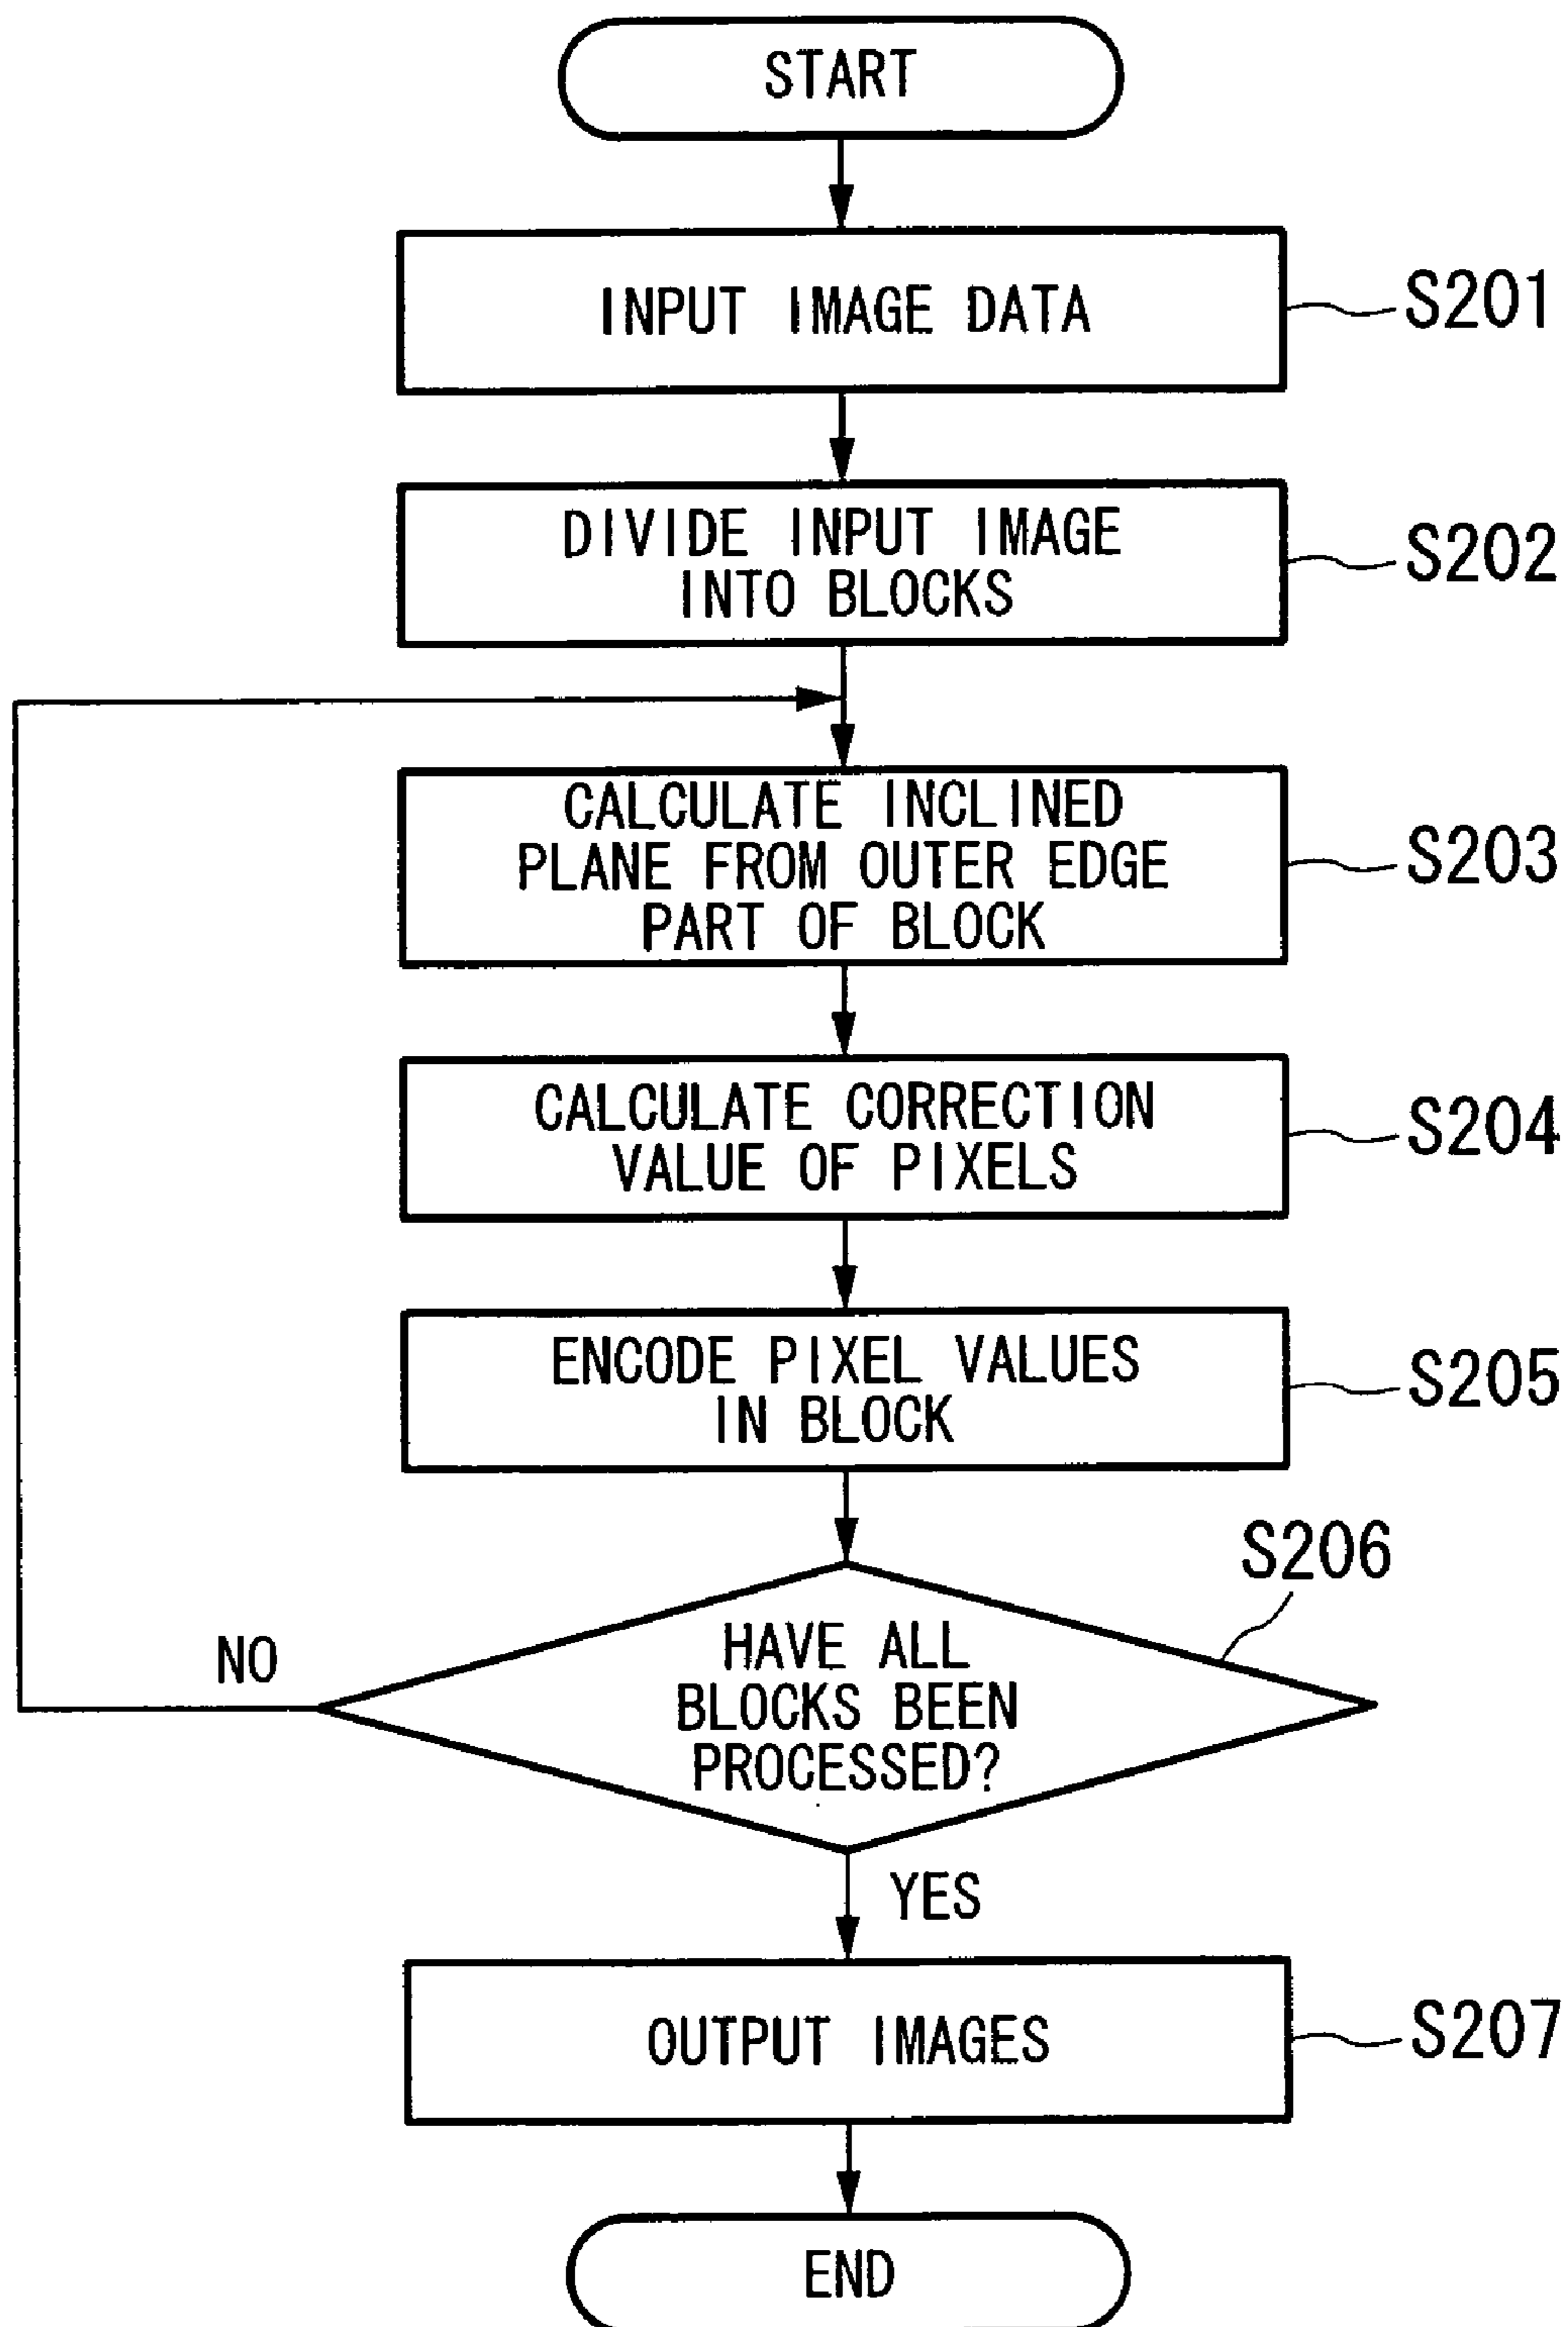 START
INPUT IMAGE DATA
S201
DIVIDE INPUT IMAGE
INTO BLOCKS
S202
CALCULATE INCLINED
PLANE FROM OUTER EDGE
PART OF BLOCK
S203
CALCULATE CORRECTION
VALUE OF PIXELS
S204
ENCODE PIXEL VALUES
IN BLOCK
S205
S206
HAVE ALL
BLOCKS BEEN
PROCESSED?
NO
YES
OUTPUT IMAGES
S207
END